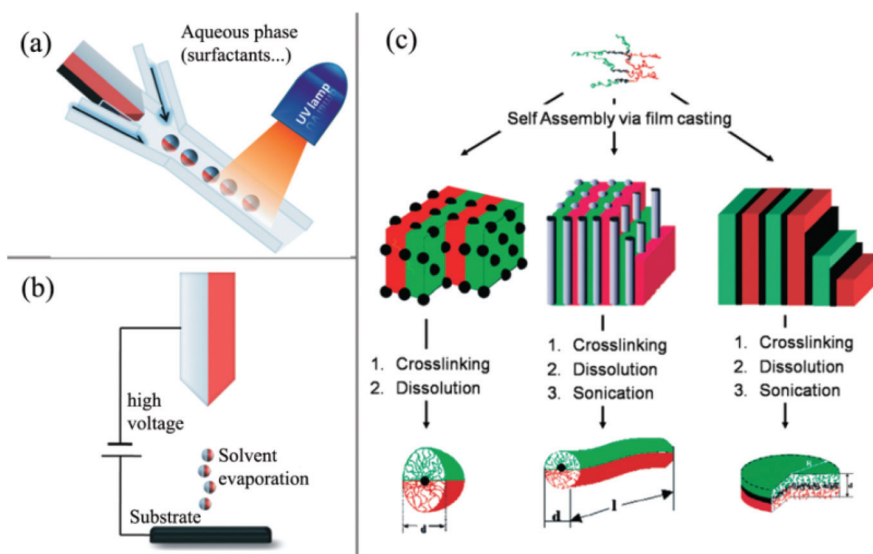 (a)
Aqueous phase
(surfactants...)
UV lamp
(b)
high
voltage
Solvent
evaporation
Substrate
(c)
Self Assembly via film casting
1. Crosslinking
2. Dissolution
1. Crosslinking
2. Dissolution
3. Sonication
1. Crosslinking
2. Dissolution
3. Sonication
d
d
l